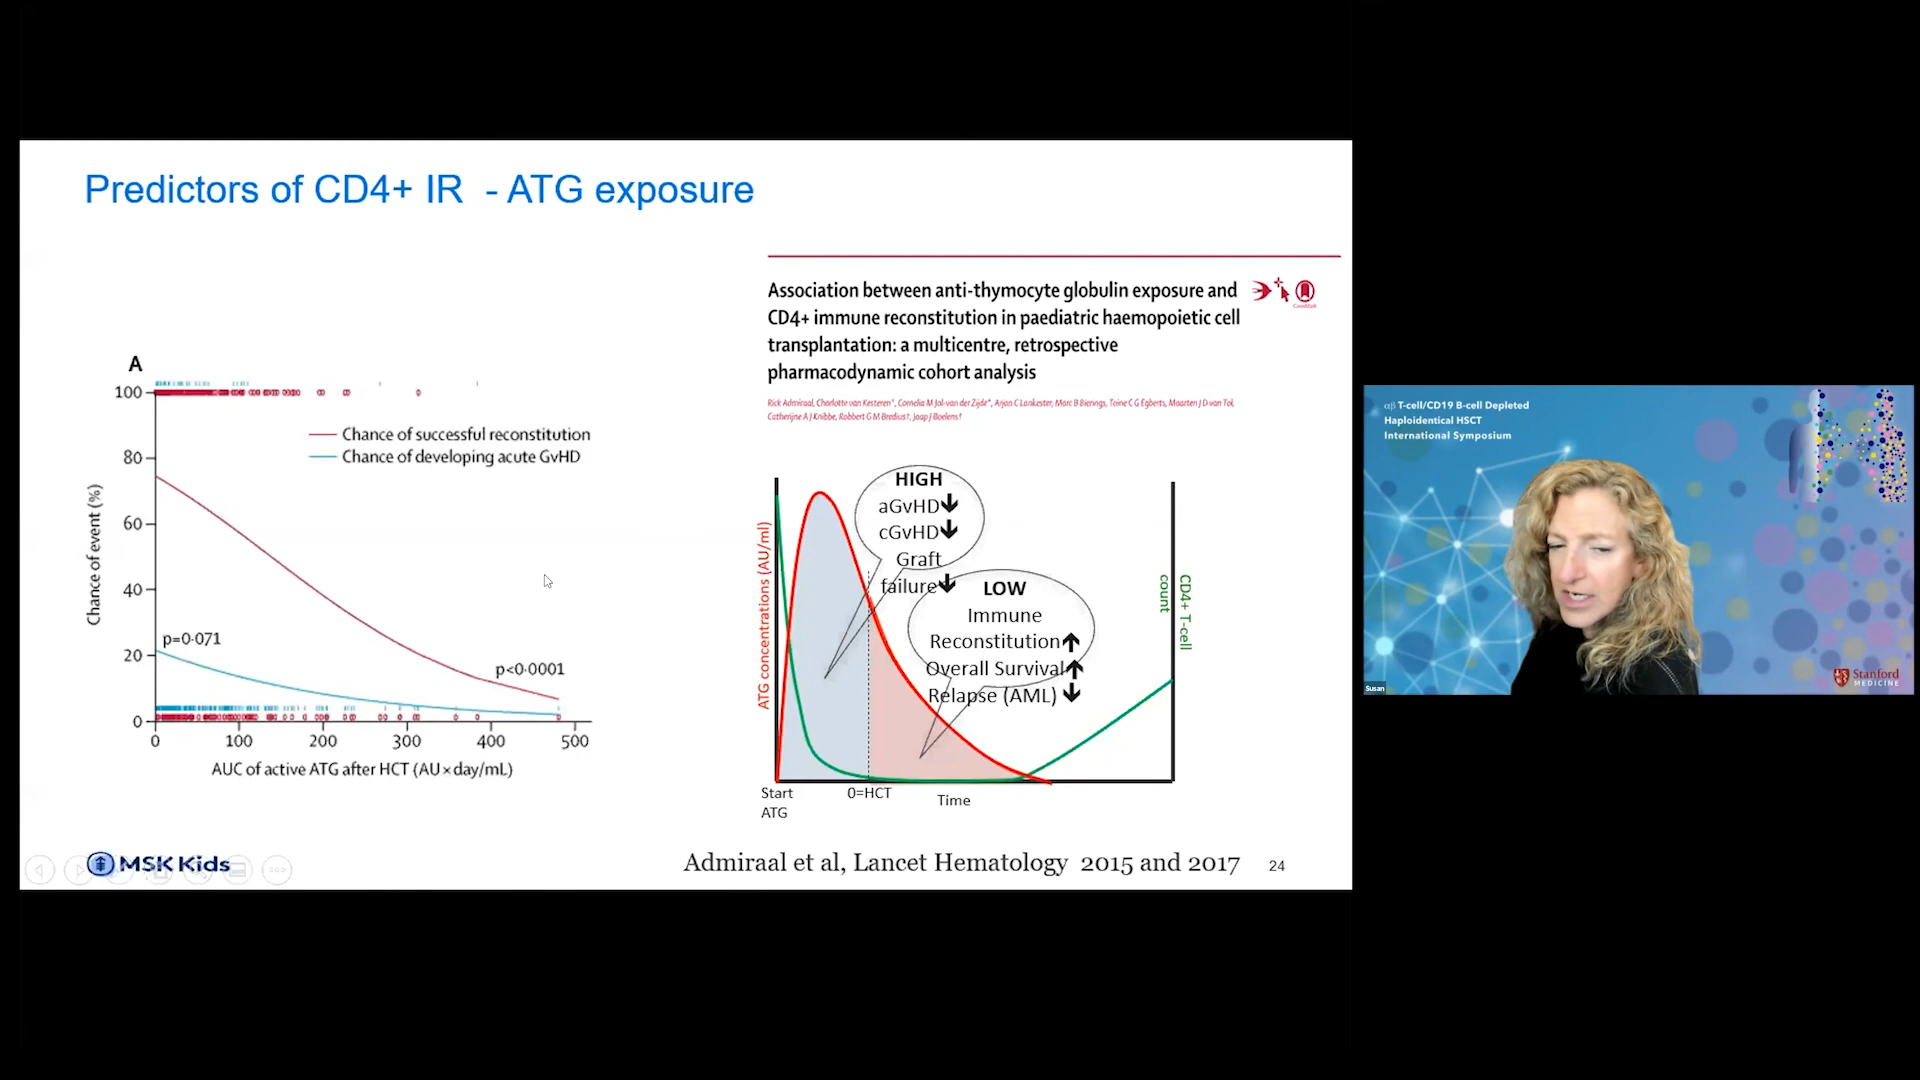 Predictors of CD4+ IR - ATG exposure
A
100
80
60
40
20
0
Chance of event (%)
Chance of successful reconstitution
Chance of developing acute GvHD
p=0·071
p<0·0001
0 100 200 300 400 500
AUC of active ATG after HCT (AU×day/mL)
Association between anti-thymocyte globulin exposure and
CD4+ immune reconstitution in paediatric haemopoietic cell
transplantation: a multicentre, retrospective
pharmacodynamic cohort analysis
Rick Admiraal, Charlotte van Kesteren*, Cornelia M Jol-van der Zijde*, Arjan C Lankester, Marc B Bierings, Toine C G Egberts, Maarten J D van Tol,
Catherijne A J Knibbe, Robbert G M Bredius†, Jaap J Boelens†
HIGH
aGvHD↓
cGvHD↓
Graft
failure↓
LOW
Immune
Reconstitution↑
Overall Survival↑
Relapse (AML) ↓
ATG concentrations (AU/ml)
CD4+ T-cell
count
Start
ATG
0=HCT
Time
MSK Kids
Admiraal et al, Lancet Hematology 2015 and 2017
24
αβ T-cell/CD19 B-cell Depleted
Haploidentical HSCT
International Symposium
Susan
Stanford
MEDICINE